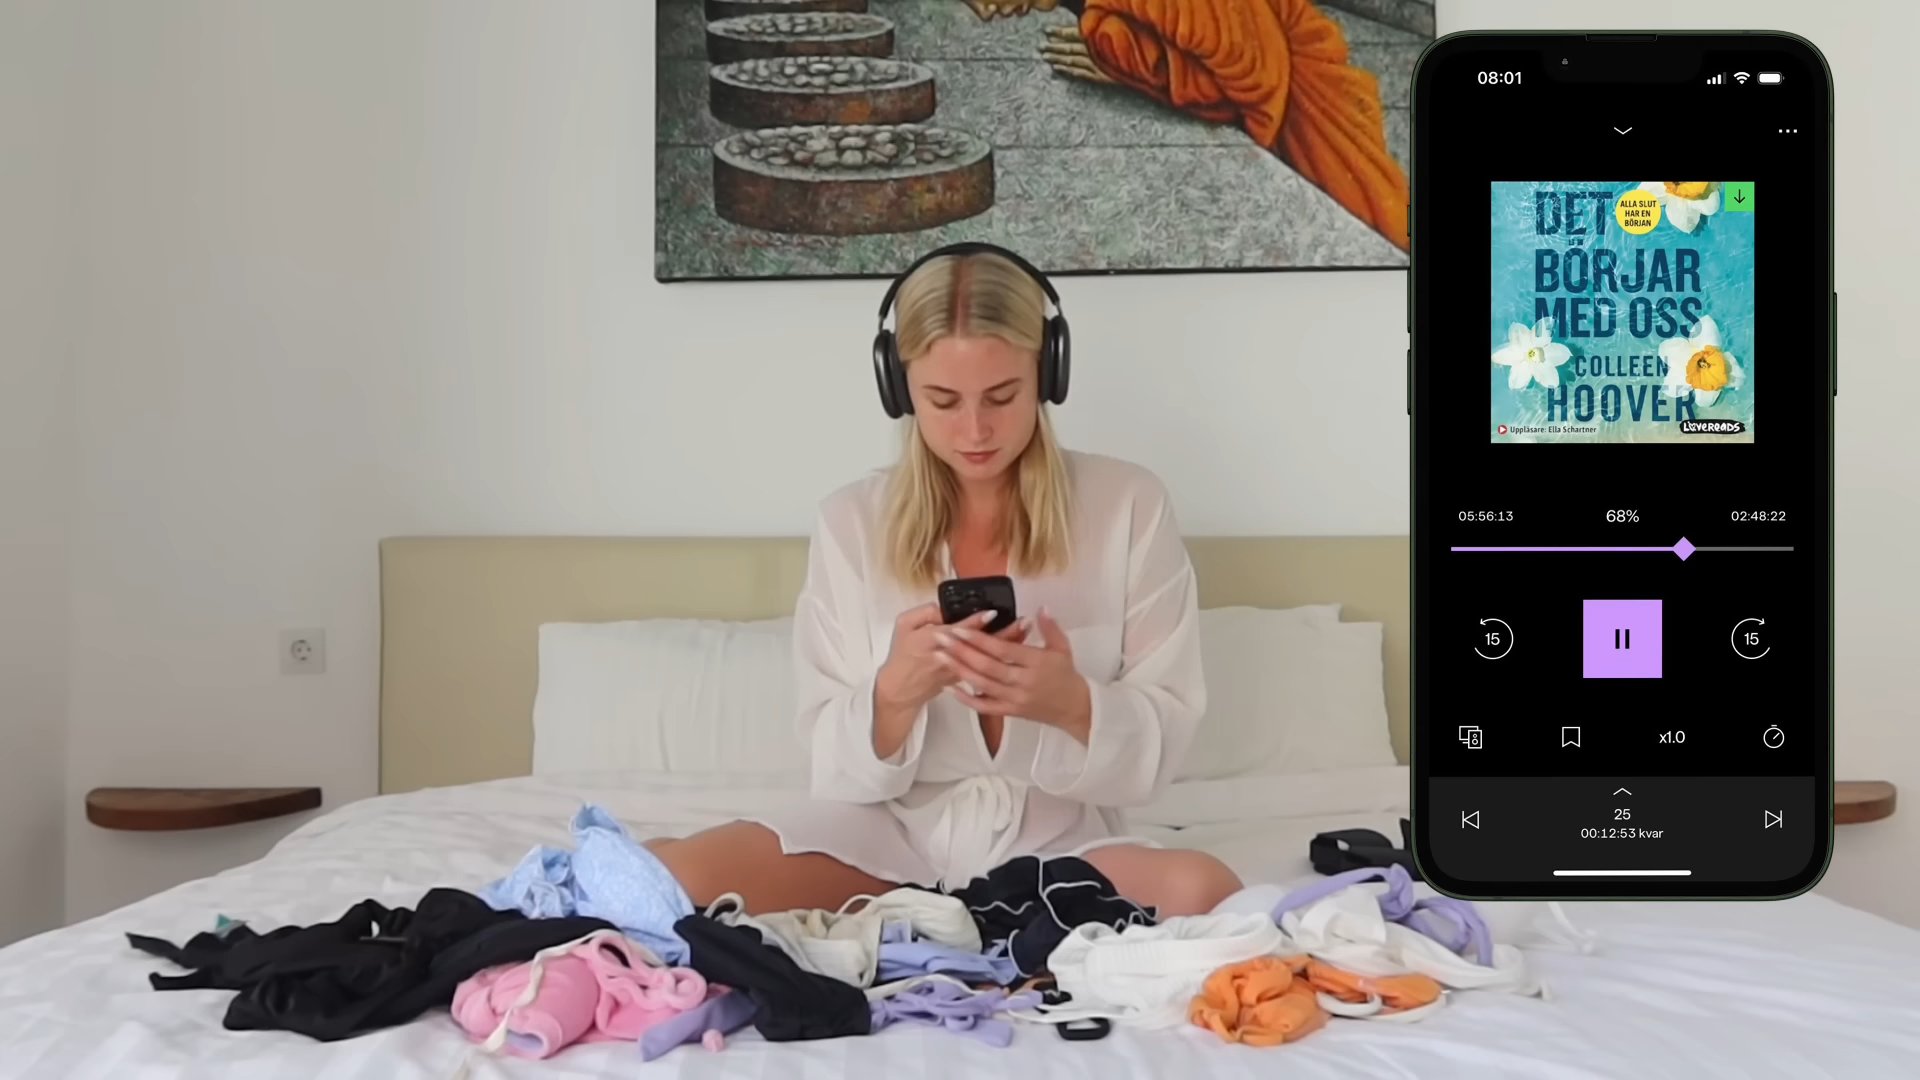 08:01
DET
ALLA SLUT
HAR EN
BÖRJAN
BÖRJAR
MED OSS
COLLEEN
HOOVER
Uppläsare: Ella Schartner
LOVEREADS
05:56:13 68% 02:48:22
15 15
x1.0
25
00:12:53 kvar